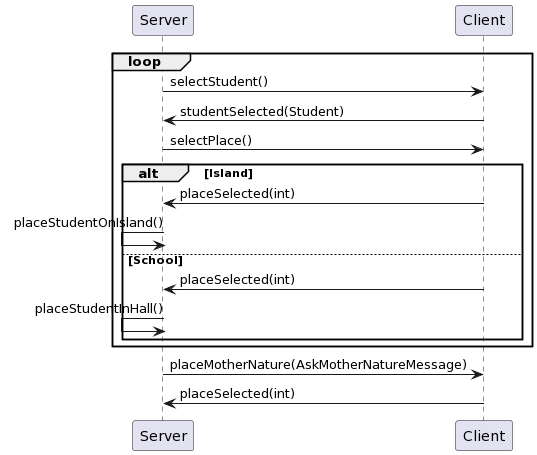 Server Client
loop
selectStudent()
studentSelected(Student)
selectPlace()
alt [Island]
placeSelected(int)
placeStudentOnIsland()
[School]
placeSelected(int)
placeStudentInHall()
placeMotherNature(AskMotherNatureMessage)
placeSelected(int)
Server Client